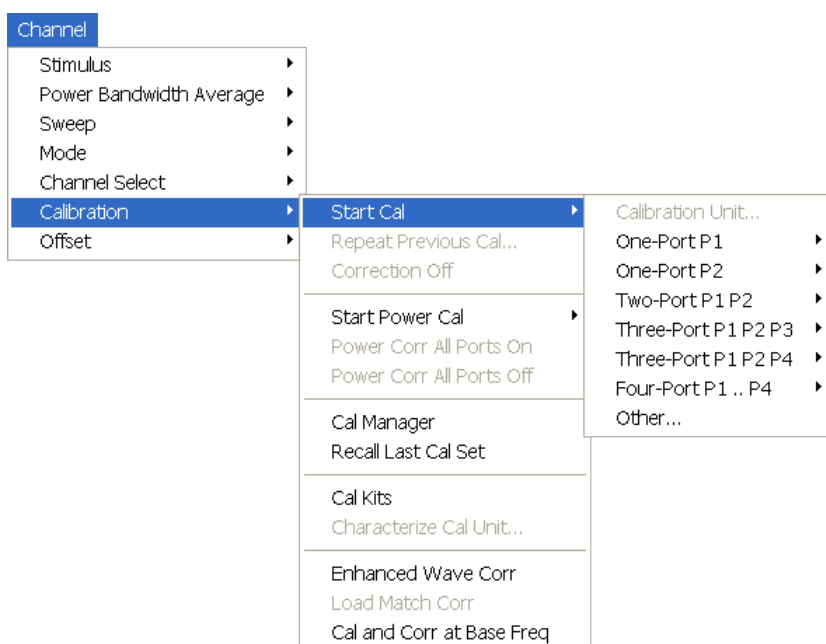 Channel
Stimulus
Power Bandwidth Average
Sweep
Mode
Channel Select
Calibration
Offset
Start Cal
Repeat Previous Cal...
Correction Off
Start Power Cal
Power Corr All Ports On
Power Corr All Ports Off
Cal Manager
Recall Last Cal Set
Cal Kits
Characterize Cal Unit...
Enhanced Wave Corr
Load Match Corr
Cal and Corr at Base Freq
Calibration Unit...
One-Port P1
One-Port P2
Two-Port P1 P2
Three-Port P1 P2 P3
Three-Port P1 P2 P4
Four-Port P1 .. P4
Other...